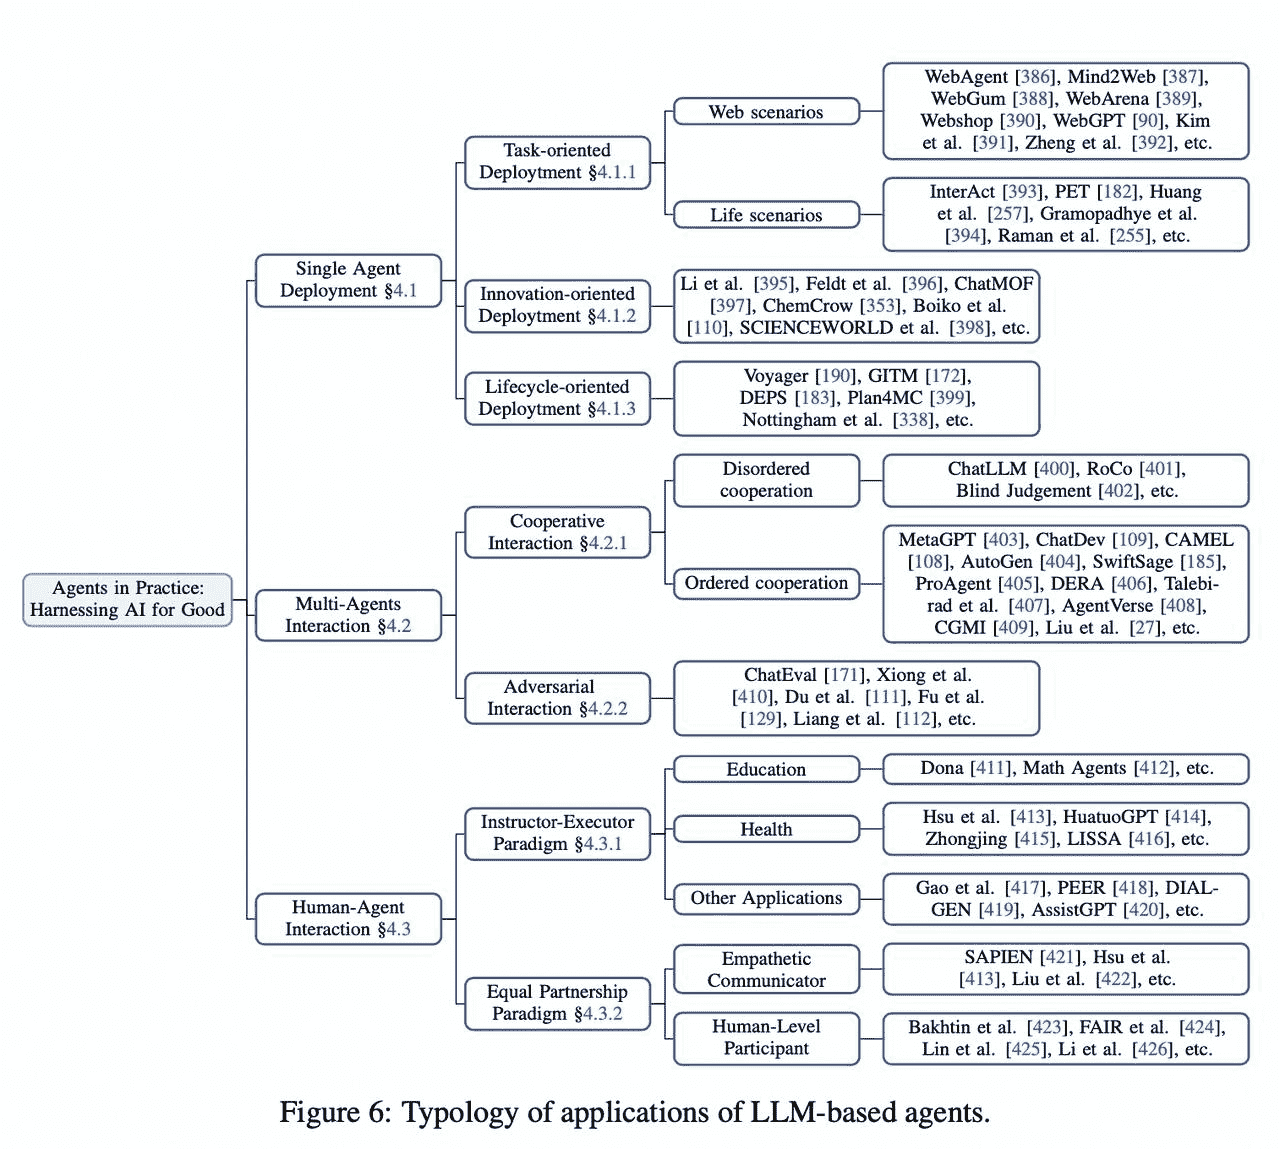 Agents in Practice:
Harnessing AI for Good
Single Agent
Deployment §4.1
Task-oriented
Deploytment §4.1.1
Web scenarios
WebAgent [386], Mind2Web [387],
WebGum [388], WebArena [389],
Webshop [390], WebGPT [90], Kim
et al. [391], Zheng et al. [392], etc.
Life scenarios
InterAct [393], PET [182], Huang
et al. [257], Gramopadhye et al.
[394], Raman et al. [255], etc.
Innovation-oriented
Deploytment §4.1.2
Li et al. [395], Feldt et al. [396], ChatMOF
[397], ChemCrow [353], Boiko et al.
[110], SCIENCEWORLD et al. [398], etc.
Lifecycle-oriented
Deploytment §4.1.3
Voyager [190], GITM [172],
DEPS [183], Plan4MC [399],
Nottingham et al. [338], etc.
Multi-Agents
Interaction §4.2
Cooperative
Interaction §4.2.1
Disordered
cooperation
ChatLLM [400], RoCo [401],
Blind Judgement [402], etc.
Ordered cooperation
MetaGPT [403], ChatDev [109], CAMEL
[108], AutoGen [404], SwiftSage [185],
ProAgent [405], DERA [406], Talebi-
rad et al. [407], AgentVerse [408],
CGMI [409], Liu et al. [27], etc.
Adversarial
Interaction §4.2.2
ChatEval [171], Xiong et al.
[410], Du et al. [111], Fu et al.
[129], Liang et al. [112], etc.
Human-Agent
Interaction §4.3
Instructor-Executor
Paradigm §4.3.1
Education
Dona [411], Math Agents [412], etc.
Health
Hsu et al. [413], HuatuoGPT [414],
Zhongjing [415], LISSA [416], etc.
Other Applications
Gao et al. [417], PEER [418], DIAL-
GEN [419], AssistGPT [420], etc.
Equal Partnership
Paradigm §4.3.2
Empathetic
Communicator
SAPIEN [421], Hsu et al.
[413], Liu et al. [422], etc.
Human-Level
Participant
Bakhtin et al. [423], FAIR et al. [424],
Lin et al. [425], Li et al. [426], etc.
Figure 6: Typology of applications of LLM-based agents.